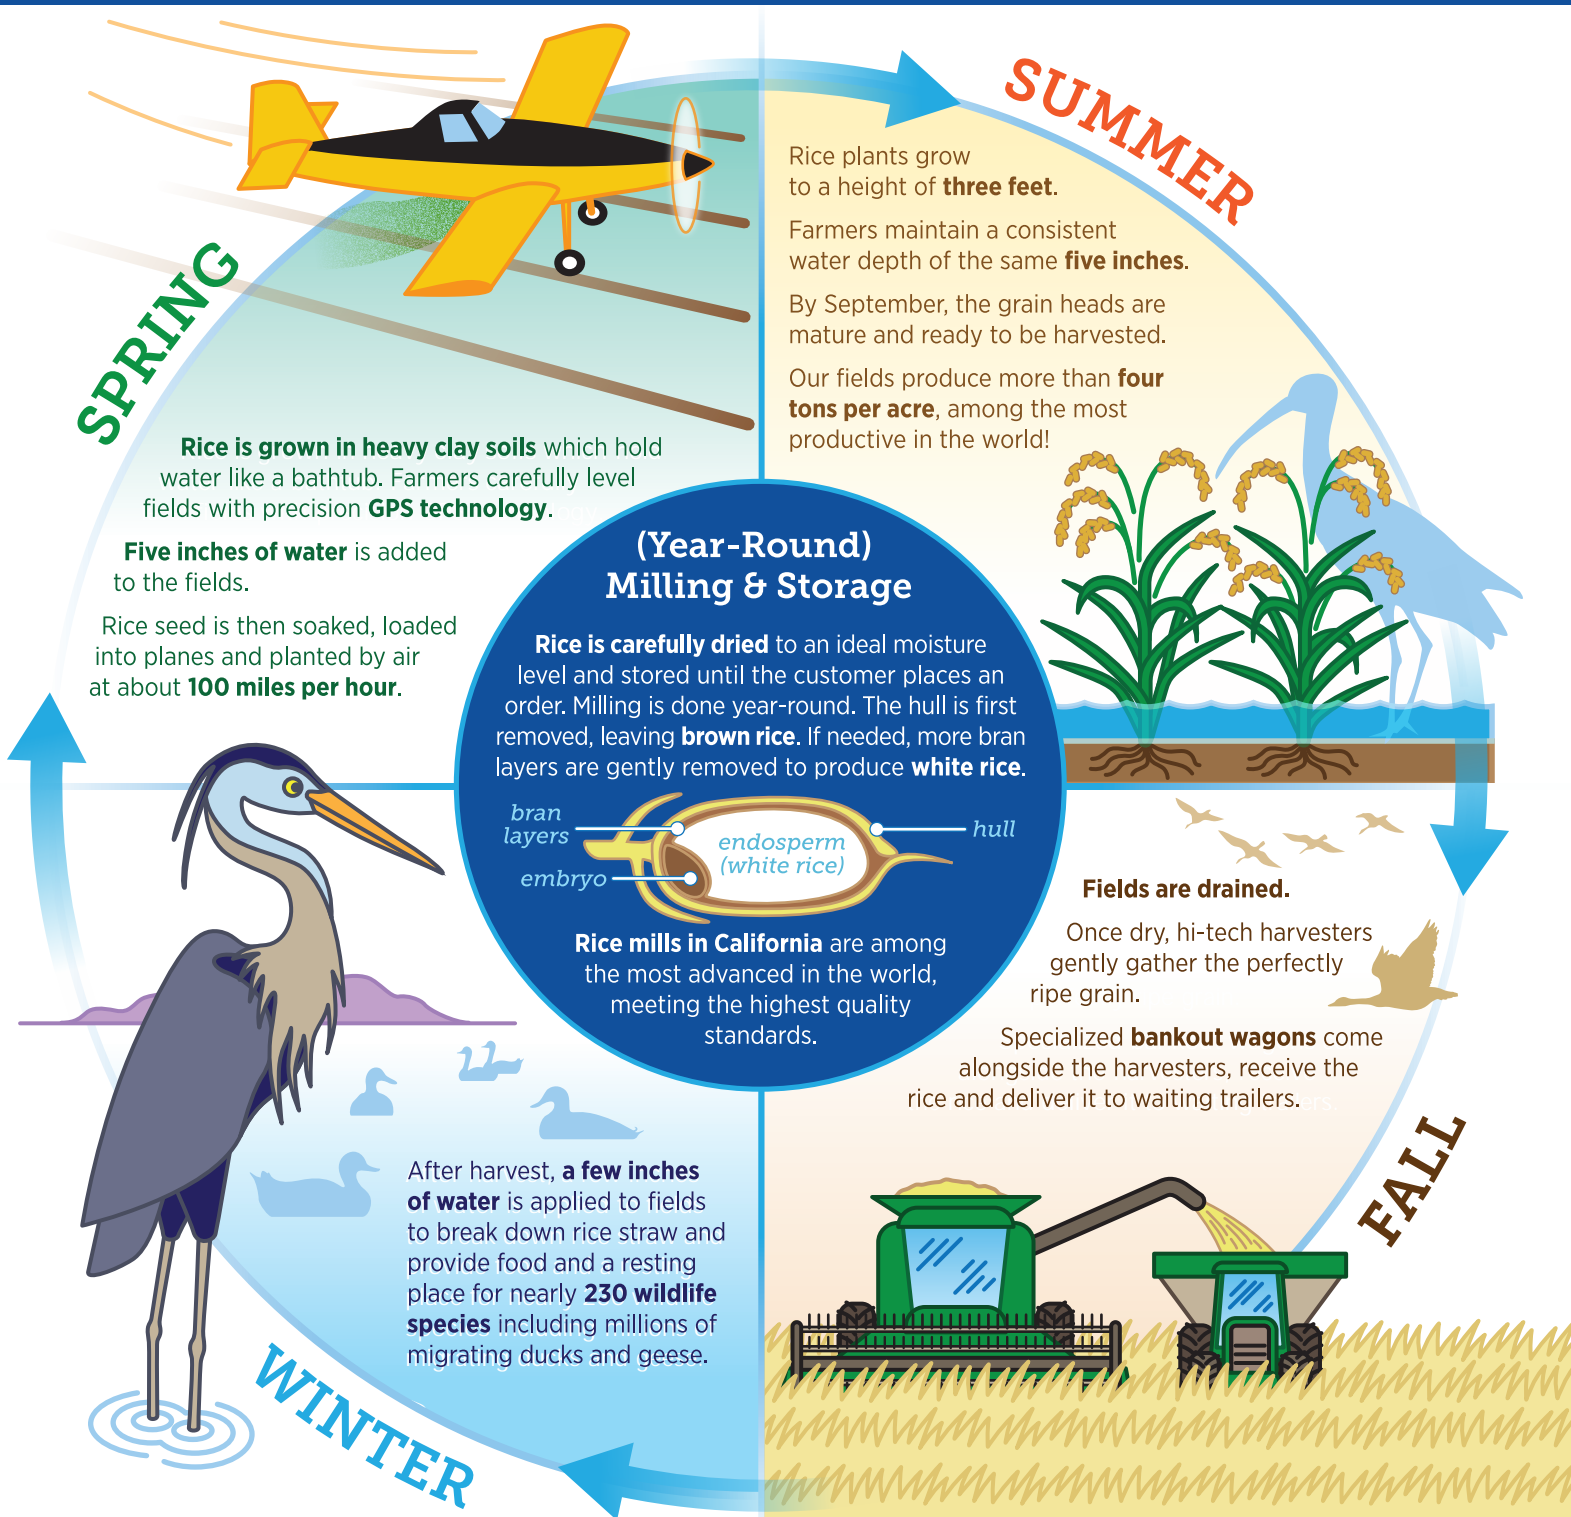 SPRING
Rice is grown in heavy clay soils which hold
water like a bathtub. Farmers carefully level
fields with precision GPS technology.
Five inches of water is added
to the fields.
Rice seed is then soaked, loaded
into planes and planted by air
at about 100 miles per hour.
SUMMER
Rice plants grow
to a height of three feet.
Farmers maintain a consistent
water depth of the same five inches.
By September, the grain heads are
mature and ready to be harvested.
Our fields produce more than four
tons per acre, among the most
productive in the world!
(Year-Round)
Milling & Storage
Rice is carefully dried to an ideal moisture
level and stored until the customer places an
order. Milling is done year-round. The hull is first
removed, leaving brown rice. If needed, more bran
layers are gently removed to produce white rice.
bran
layers
embryo
endosperm
(white rice)
hull
Rice mills in California are among
the most advanced in the world,
meeting the highest quality
standards.
Fields are drained.
Once dry, hi-tech harvesters
gently gather the perfectly
ripe grain.
Specialized bankout wagons come
alongside the harvesters, receive the
rice and deliver it to waiting trailers.
FALL
After harvest, a few inches
of water is applied to fields
to break down rice straw and
provide food and a resting
place for nearly 230 wildlife
species including millions of
migrating ducks and geese.
WINTER